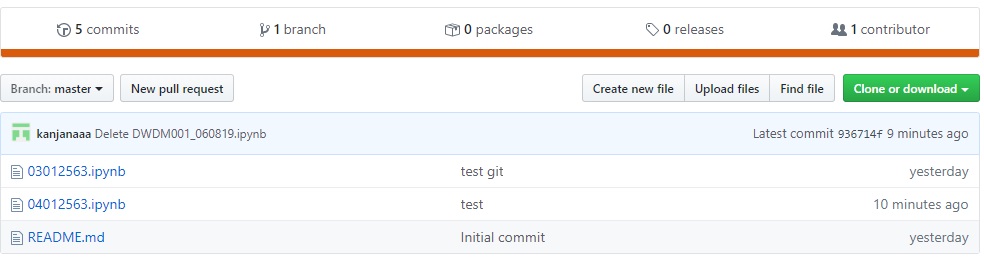 5 commits 1 branch 0 packages 0 releases 1 contributor
Branch: master New pull request Create new file Upload files Find file Clone or download
kanjanaaa Delete DWDM001_060819.ipynb Latest commit 936714f 9 minutes ago
03012563.ipynb test git yesterday
04012563.ipynb test 10 minutes ago
README.md Initial commit yesterday